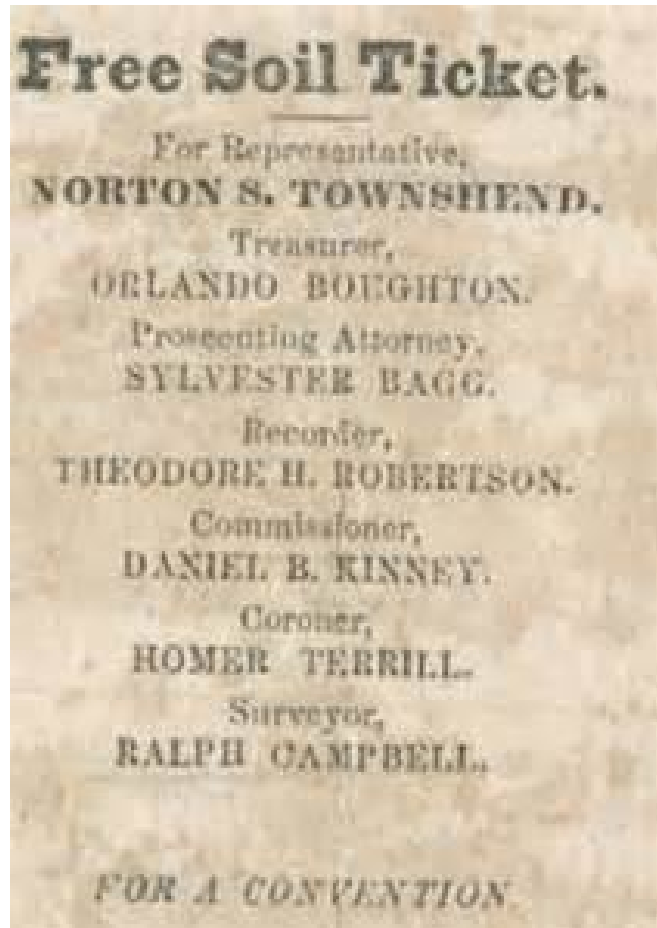 Free Soil Ticket.
For Representative,
NORTON S. TOWNSHEND.
Treasurer,
ORLANDO BOUGHTON.
Prosecuting Attorney,
SYLVESTER BAGG.
Recorder,
THEODORE H. ROBERTSON.
Commissioner,
DANIEL B. KINNEY.
Coroner,
HOMER TERRILL.
Surveyor,
RALPH CAMPBELL.
FOR A CONVENTION